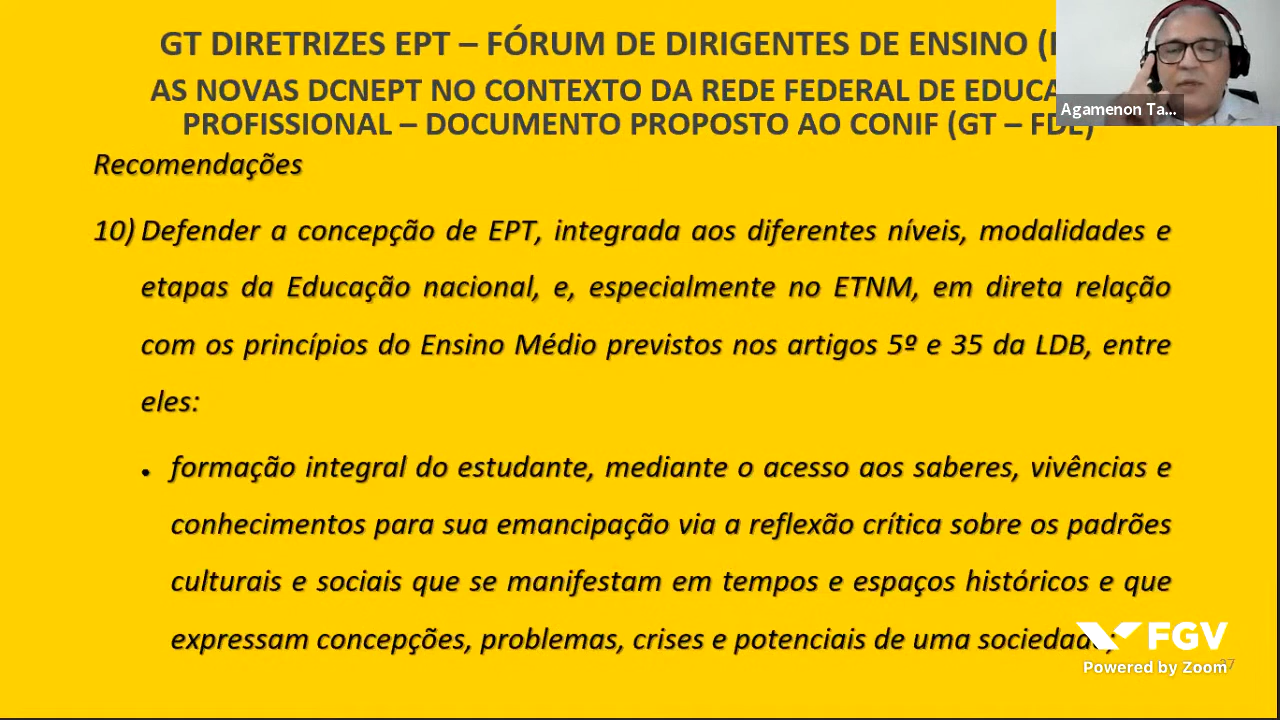 GT DIRETRIZES EPT – FÓRUM DE DIRIGENTES DE ENSINO (
AS NOVAS DCNEPT NO CONTEXTO DA REDE FEDERAL DE EDUCA
PROFISSIONAL – DOCUMENTO PROPOSTO AO CONIF (GT – FDE)
Agamenon Ta...
Recomendações
10) Defender a concepção de EPT, integrada aos diferentes níveis, modalidades e
etapas da Educação nacional, e, especialmente no ETNM, em direta relação
com os princípios do Ensino Médio previstos nos artigos 5º e 35 da LDB, entre
eles:
• formação integral do estudante, mediante o acesso aos saberes, vivências e
conhecimentos para sua emancipação via a reflexão crítica sobre os padrões
culturais e sociais que se manifestam em tempos e espaços históricos e que
expressam concepções, problemas, crises e potenciais de uma sociedade;
FGV
Powered by Zoom